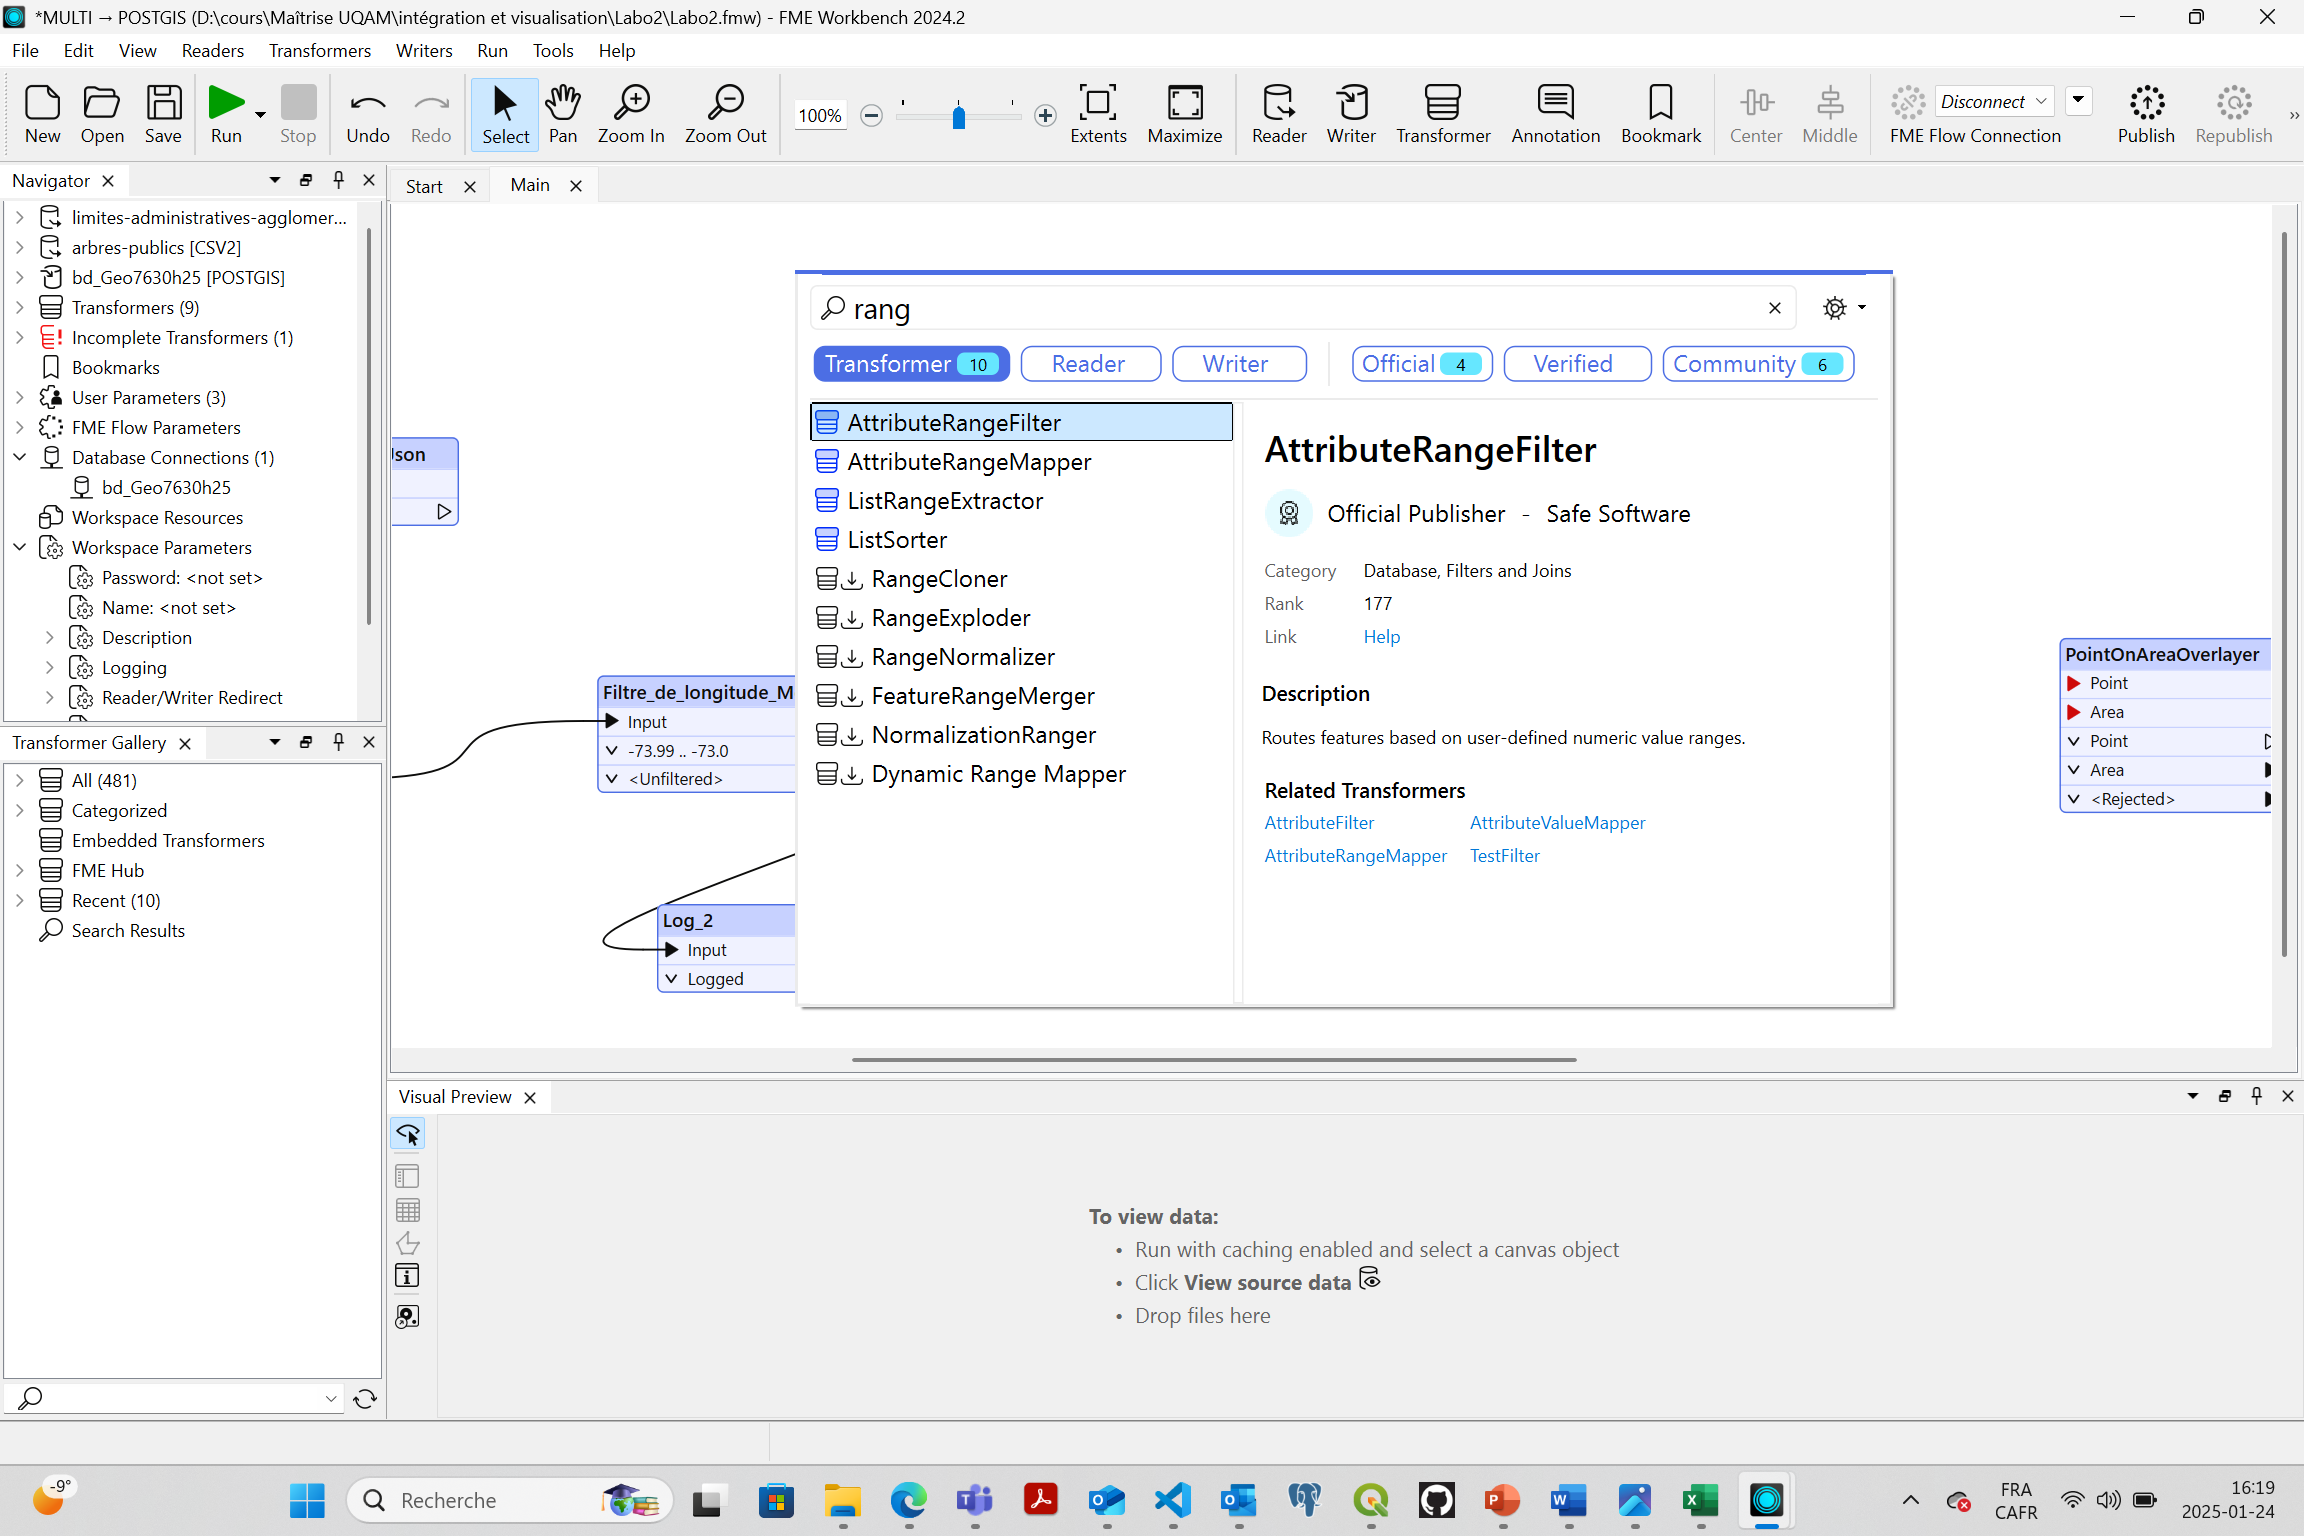 *MULTI → POSTGIS (D:\cours\Maîtrise UQAM\intégration et visualisation\Labo2\Labo2.fmw) - FME Workbench 2024.2
File Edit View Readers Transformers Writers Run Tools Help
New Open Save Run Stop Undo Redo Select Pan Zoom In Zoom Out 100% Extents Maximize Reader Writer Transformer Annotation Bookmark Center Middle Disconnect FME Flow Connection Publish Republish »
Navigator
limites-administratives-agglomer...
arbres-publics [CSV2]
bd_Geo7630h25 [POSTGIS]
Transformers (9)
Incomplete Transformers (1)
Bookmarks
User Parameters (3)
FME Flow Parameters
Database Connections (1)
bd_Geo7630h25
Workspace Resources
Workspace Parameters
Password: <not set>
Name: <not set>
Description
Logging
Reader/Writer Redirect
Transformer Gallery
All (481)
Categorized
Embedded Transformers
FME Hub
Recent (10)
Search Results
Start Main
Json
Filtre_de_longitude_M
Input
-73.99 .. -73.0
<Unfiltered>
Log_2
Input
Logged
rang
Transformer 10 Reader Writer Official 4 Verified Community 6
AttributeRangeFilter
AttributeRangeMapper
ListRangeExtractor
ListSorter
RangeCloner
RangeExploder
RangeNormalizer
FeatureRangeMerger
NormalizationRanger
Dynamic Range Mapper
AttributeRangeFilter
Official Publisher - Safe Software
Category Database, Filters and Joins
Rank 177
Link Help
Description
Routes features based on user-defined numeric value ranges.
Related Transformers
AttributeFilter AttributeValueMapper
AttributeRangeMapper TestFilter
PointOnAreaOverlayer
Point
Area
Point
Area
<Rejected>
Visual Preview
To view data:
• Run with caching enabled and select a canvas object
• Click View source data
• Drop files here
-9°
Recherche
FRA
CAFR
16:19
2025-01-24